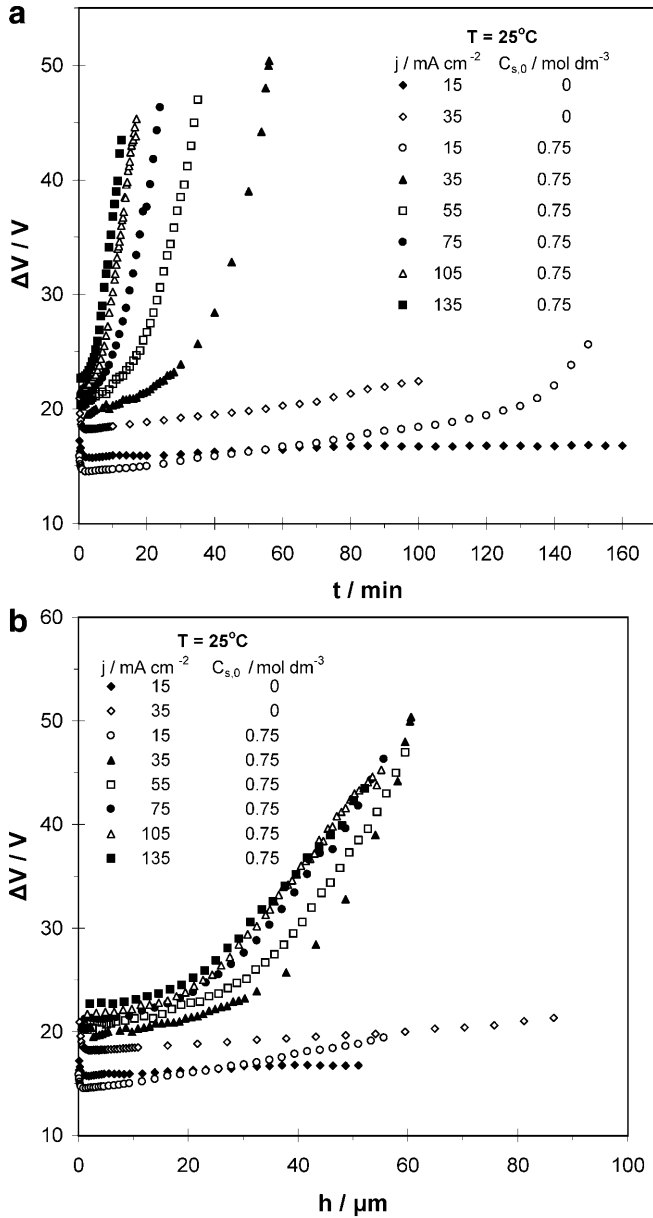 a
T = 25°C
j / mA cm⁻² C_s,0 / mol dm⁻³
15 0
35 0
15 0.75
35 0.75
55 0.75
75 0.75
105 0.75
135 0.75
50
40
30
20
10
ΔV / V
0 20 40 60 80 100 120 140 160
t / min
b
60
T = 25°C
j / mA cm⁻² C_s,0 / mol dm⁻³
15 0
35 0
15 0.75
35 0.75
55 0.75
75 0.75
105 0.75
135 0.75
50
40
30
20
10
ΔV / V
0 20 40 60 80 100
h / μm